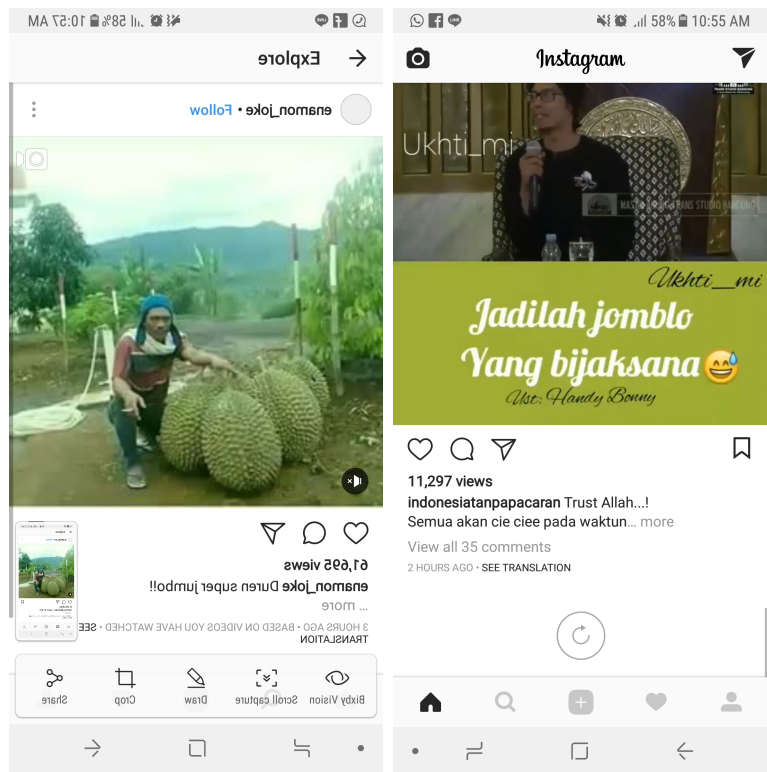 58% 10:57 AM
Explore
enamon_joke • Follow
61,695 views
enamon_joke Duren super jumbo!!
... more
3 HOURS AGO • BASED ON VIDEOS YOU HAVE WATCHED • SEE
TRANSLATION
Bixby Vision
Scroll capture
Draw
Crop
Share
58% 10:55 AM
Instagram
Ukhti_mi
TRANS STUDIO BANDUNG
Ukhti__mi
Jadilah jomblo
Yang bijaksana😅
Ust: Handy Bonny
11,297 views
indonesiatanpapacaran Trust Allah...!
Semua akan cie ciee pada waktun... more
View all 35 comments
2 HOURS AGO • SEE TRANSLATION